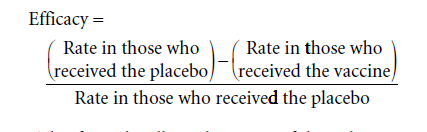 Efficacy =
( Rate in those who received the placebo ) − ( Rate in those who received the vaccine )
Rate in those who received the placebo